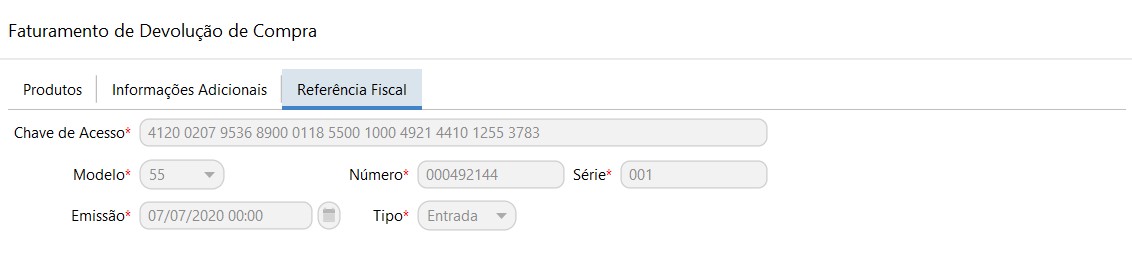 Faturamento de Devolução de Compra
Produtos Informações Adicionais Referência Fiscal
Chave de Acesso* 4120 0207 9536 8900 0118 5500 1000 4921 4410 1255 3783
Modelo* 55 Número* 000492144 Série* 001
Emissão* 07/07/2020 00:00 Tipo* Entrada